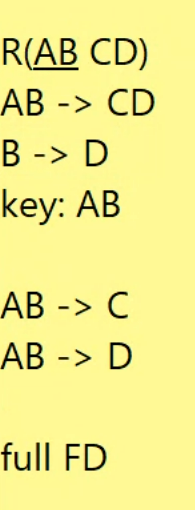 R(AB CD)
AB -> CD
B -> D
key: AB
AB -> C
AB -> D
full FD